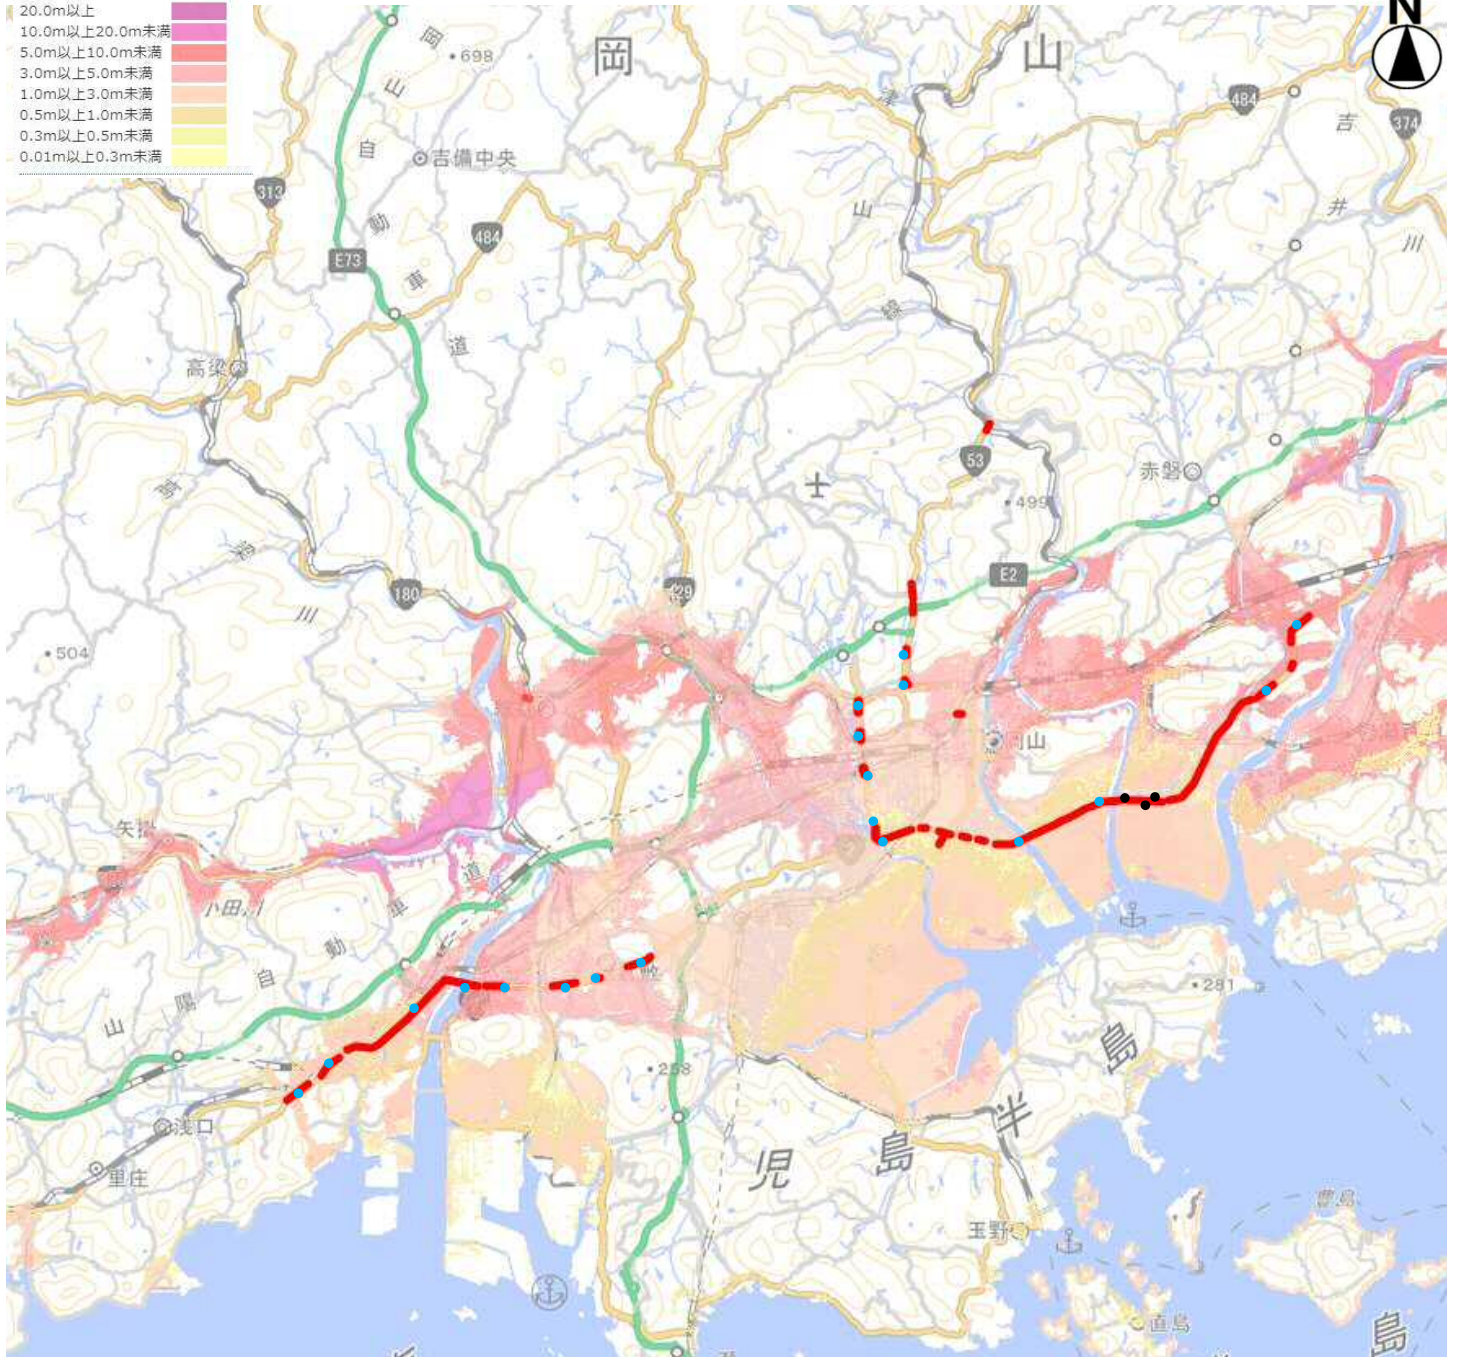 20.0m以上
10.0m以上20.0m未満
5.0m以上10.0m未満
3.0m以上5.0m未満
1.0m以上3.0m未満
0.5m以上1.0m未満
0.3m以上0.5m未満
0.01m以上0.3m未満
N
岡 山
岡山自動車道
698
484
374
吉井川
津山線
吉備中央
313
484
E73
高梁
53
赤磐
499
士
高梁川
180
429
E2
504
岡山
矢掛
小田川
山陽自動車道
281
258
浅口
里庄
児島半島
玉野
豊島
直島
島